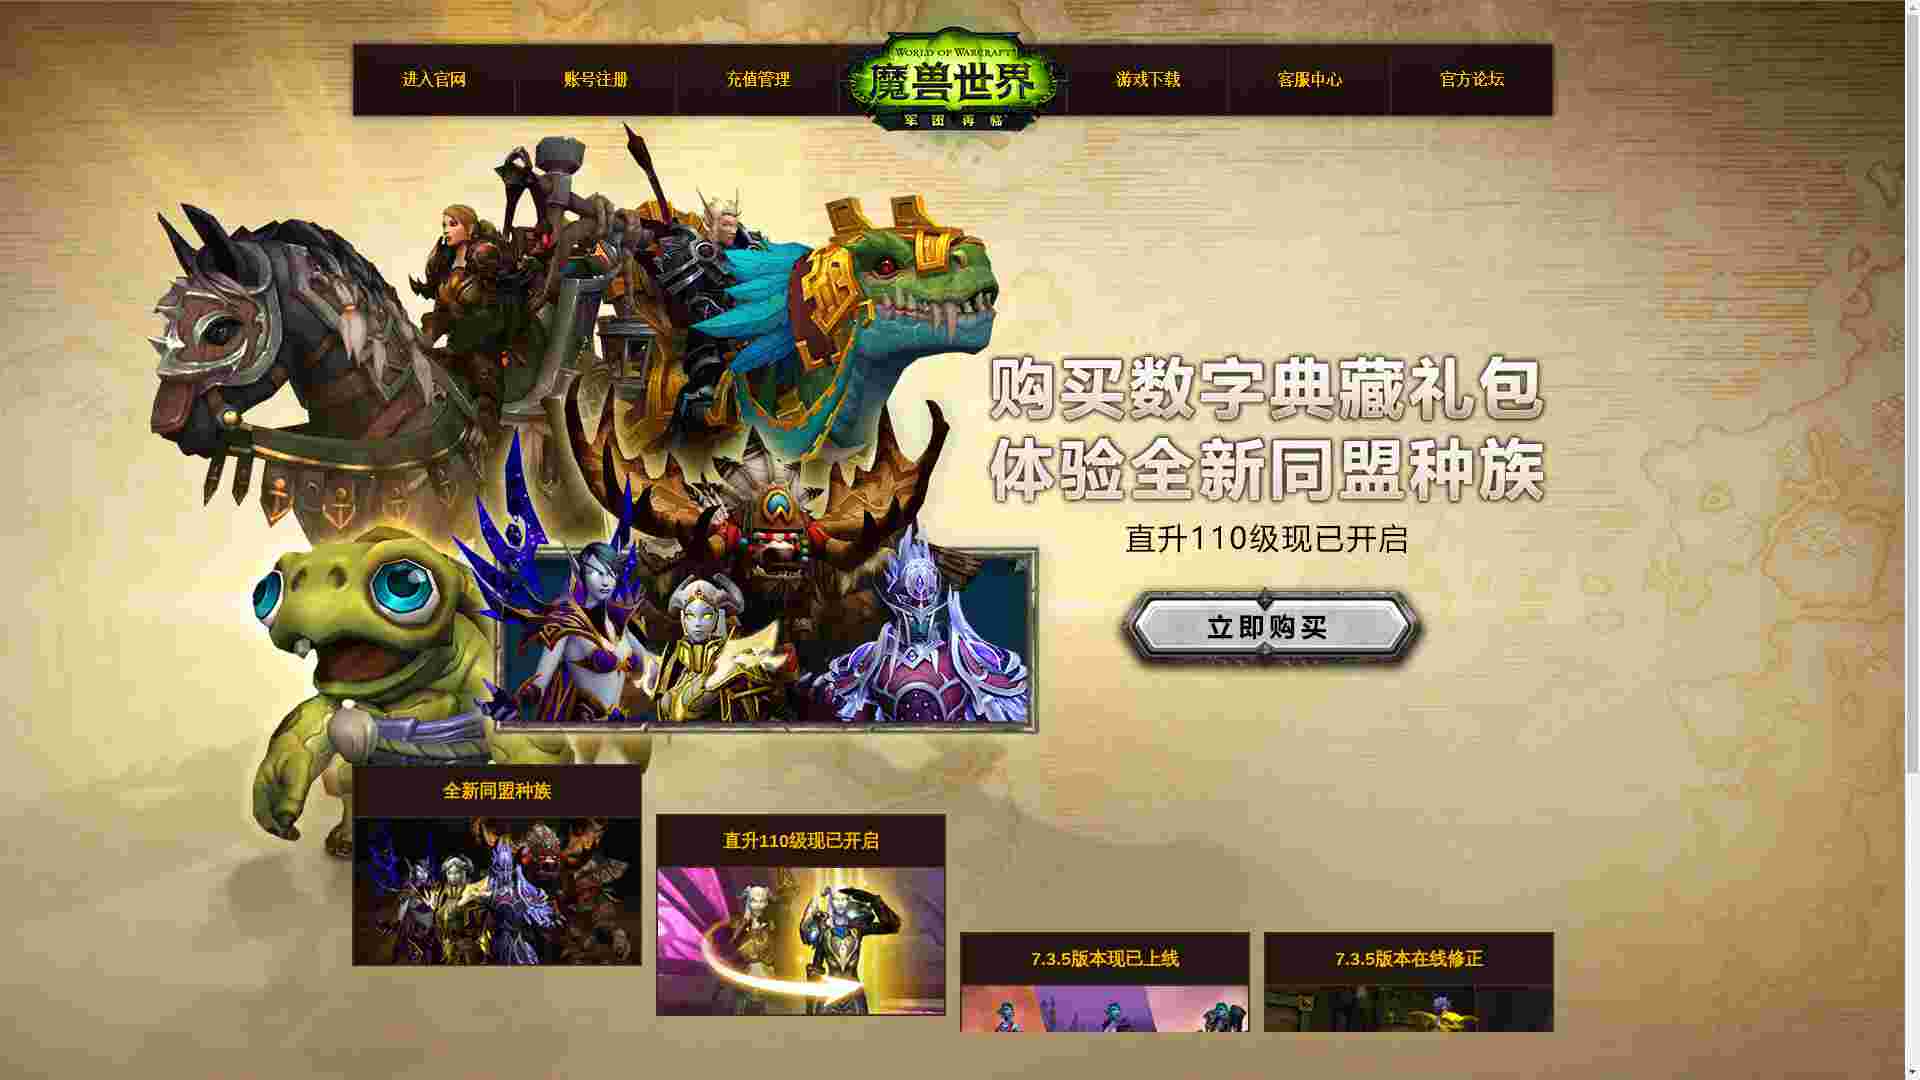 进入官网
账号注册
充值管理
WORLD OF WARCRAFT
魔兽世界
军团再临
游戏下载
客服中心
官方论坛
购买数字典藏礼包
体验全新同盟种族
直升110级现已开启
立即购买
全新同盟种族
直升110级现已开启
7.3.5版本现已上线
7.3.5版本在线修正